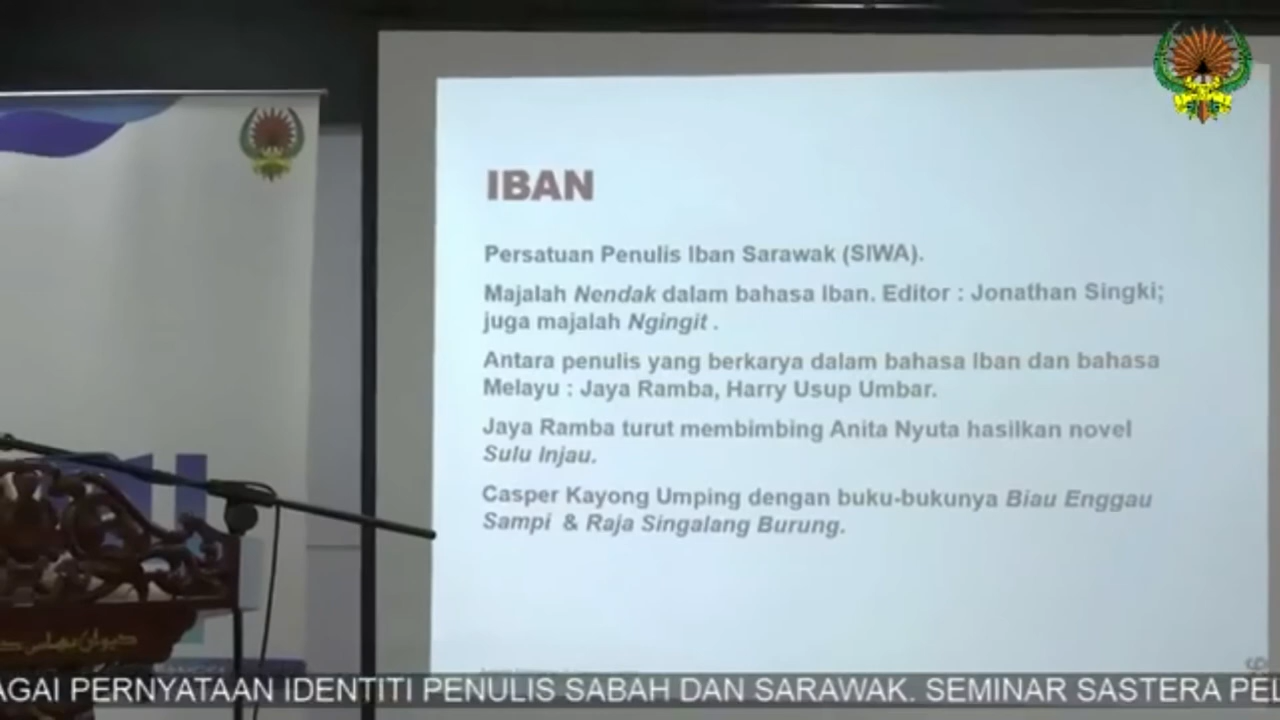 IBAN
Persatuan Penulis Iban Sarawak (SIWA).
Majalah Nendak dalam bahasa Iban. Editor : Jonathan Singki;
juga majalah Ngingit .
Antara penulis yang berkarya dalam bahasa Iban dan bahasa
Melayu : Jaya Ramba, Harry Usup Umbar.
Jaya Ramba turut membimbing Anita Nyuta hasilkan novel
Sulu Injau.
Casper Kayong Umping dengan buku-bukunya Biau Enggau
Sampi & Raja Singalang Burung.
AGAI PERNYATAAN IDENTITI PENULIS SABAH DAN SARAWAK. SEMINAR SASTERA PEL